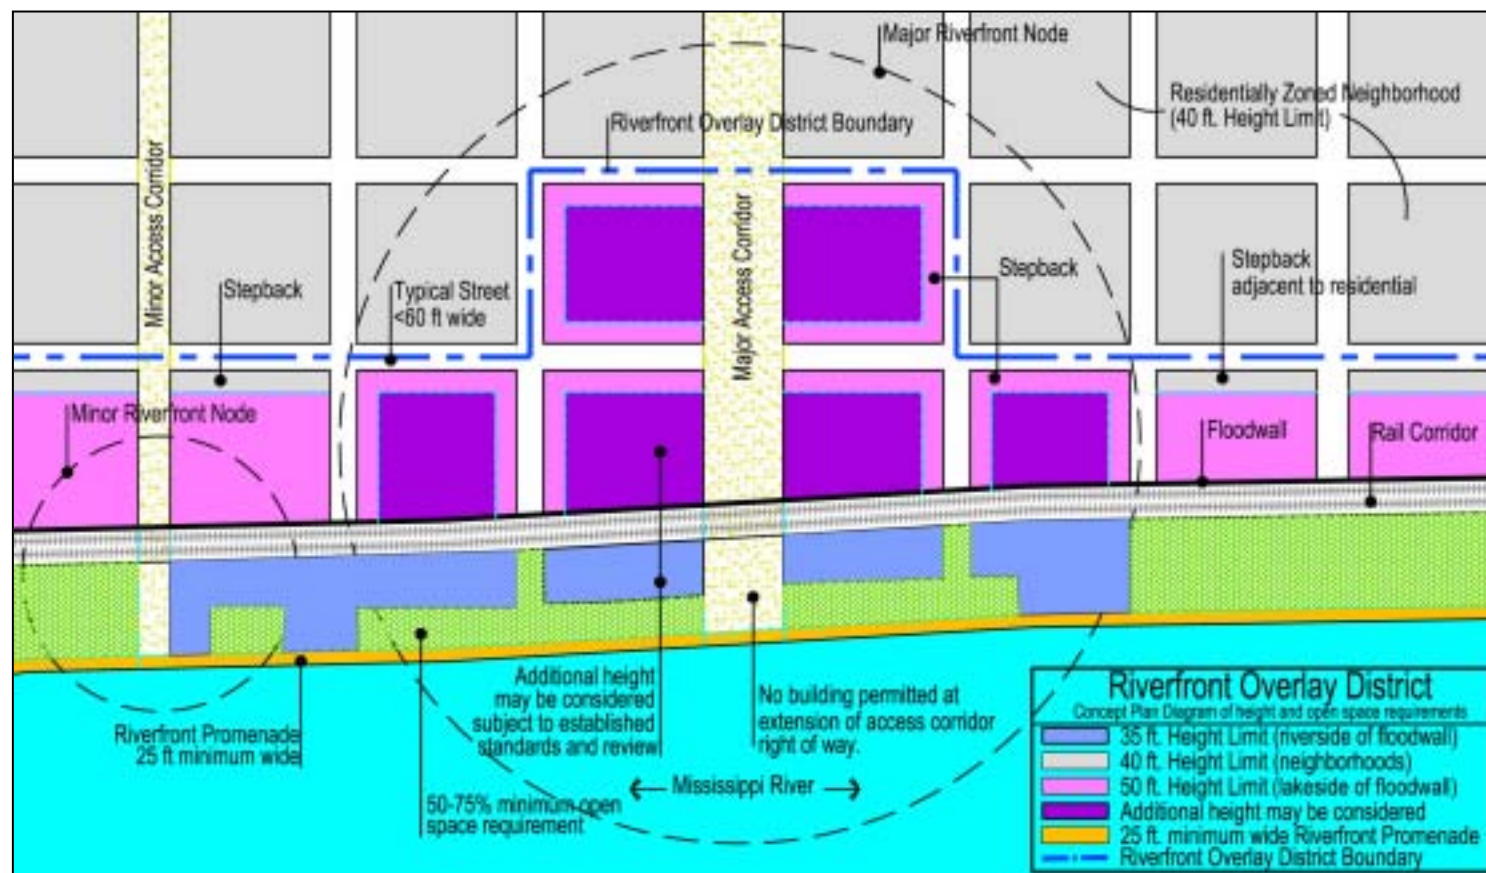 Major Riverfront Node
Residentially Zoned Neighborhood
(40 ft. Height Limit)
Riverfront Overlay District Boundary
Minor Access Corridor
Major Access Corridor
Stepback
Typical Street
<60 ft wide
Stepback
Stepback
adjacent to residential
Minor Riverfront Node
Floodwall
Rail Corridor
Additional height
may be considered
subject to established
standards and review
No building permitted at
extension of access corridor
right of way.
Riverfront Promenade
25 ft minimum wide
50-75% minimum open
space requirement
Mississippi River
Riverfront Overlay District
Concept Plan Diagram of height and open space requirements
35 ft. Height Limit (riverside of floodwall)
40 ft. Height Limit (neighborhoods)
50 ft. Height Limit (lakeside of floodwall)
Additional height may be considered
25 ft. minimum wide Riverfront Promenade
Riverfront Overlay District Boundary